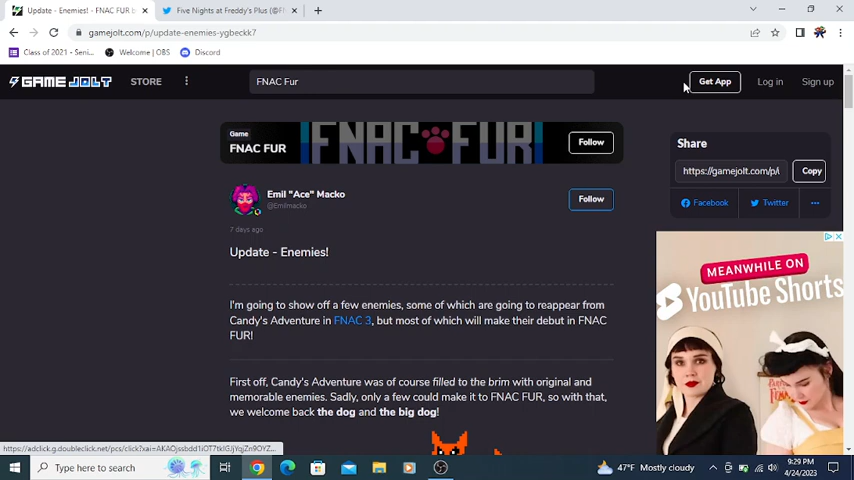 Update - Enemies! - FNAC FUR b
Five Nights at Freddy's Plus (@F
gamejolt.com/p/update-enemies-ygbeckk7
Class of 2021 - Seni...
Welcome | OBS
Discord
GAME JOLT
STORE
FNAC Fur
Get App
Log in
Sign up
Game
FNAC FUR
FNAC FUR
Follow
Share
https://gamejolt.com/p/
Copy
Facebook
Twitter
Emil "Ace" Macko
@Emilmacko
Follow
7 days ago
Update - Enemies!
I'm going to show off a few enemies, some of which are going to reappear from
Candy's Adventure in FNAC 3, but most of which will make their debut in FNAC
FUR!
First off, Candy's Adventure was of course filled to the brim with original and
memorable enemies. Sadly, only a few could make it to FNAC FUR, so with that,
we welcome back the dog and the big dog!
MEANWHILE ON
YouTube Shorts
Type here to search
47°F Mostly cloudy
9:29 PM
4/24/2023